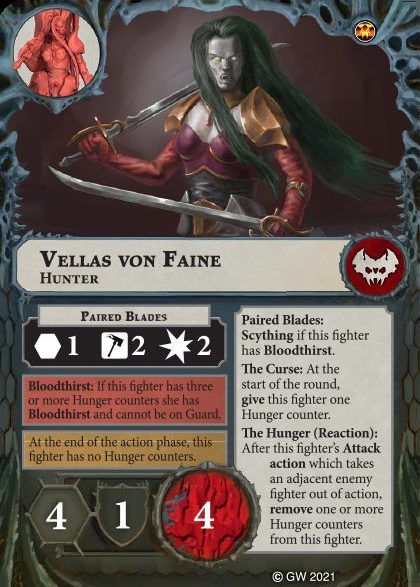 Vellas von Faine
Hunter
Paired Blades
1 2 2
Bloodthirst: If this fighter has three
or more Hunger counters she has
Bloodthirst and cannot be on Guard.
At the end of the action phase, this
fighter has no Hunger counters.
4 1 4
Paired Blades:
Scything if this fighter
has Bloodthirst.
The Curse: At the
start of the round,
give this fighter one
Hunger counter.
The Hunger (Reaction):
After this fighter's Attack
action which takes
an adjacent enemy
fighter out of action,
remove one or more
Hunger counters
from this fighter.
© GW 2021